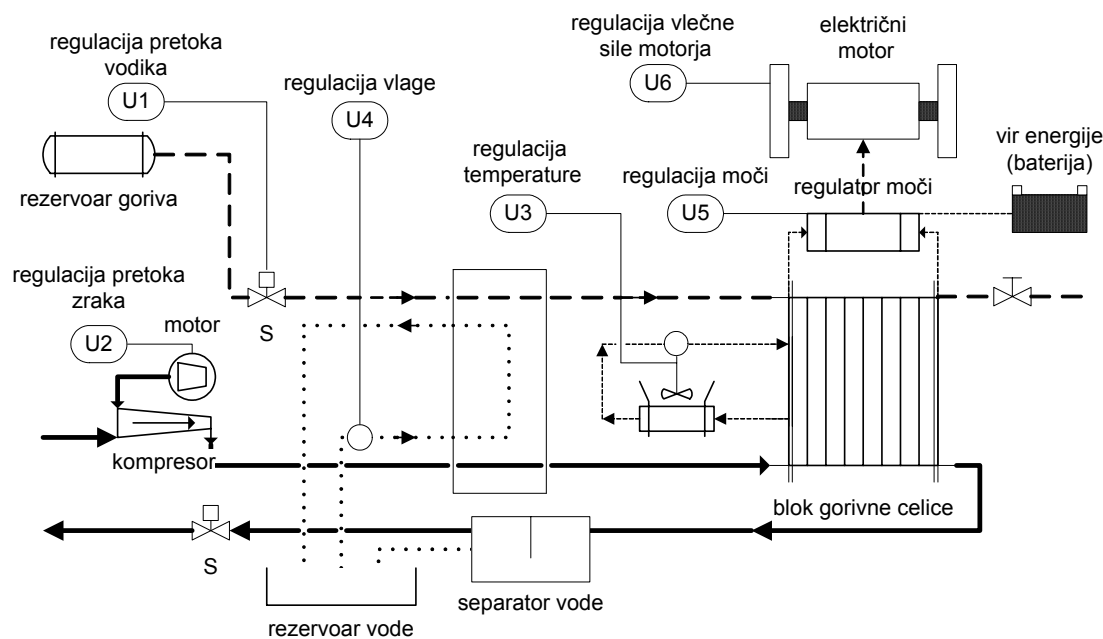 regulacija pretoka
vodika
U1
rezervoar goriva
regulacija pretoka
zraka
U2
motor
kompresor
S
S
regulacija vlage
U4
regulacija
temperature
U3
regulacija vlečne
sile motorja
U6
električni
motor
regulacija moči
U5
regulator moči
vir energije
(baterija)
blok gorivne celice
separator vode
rezervoar vode